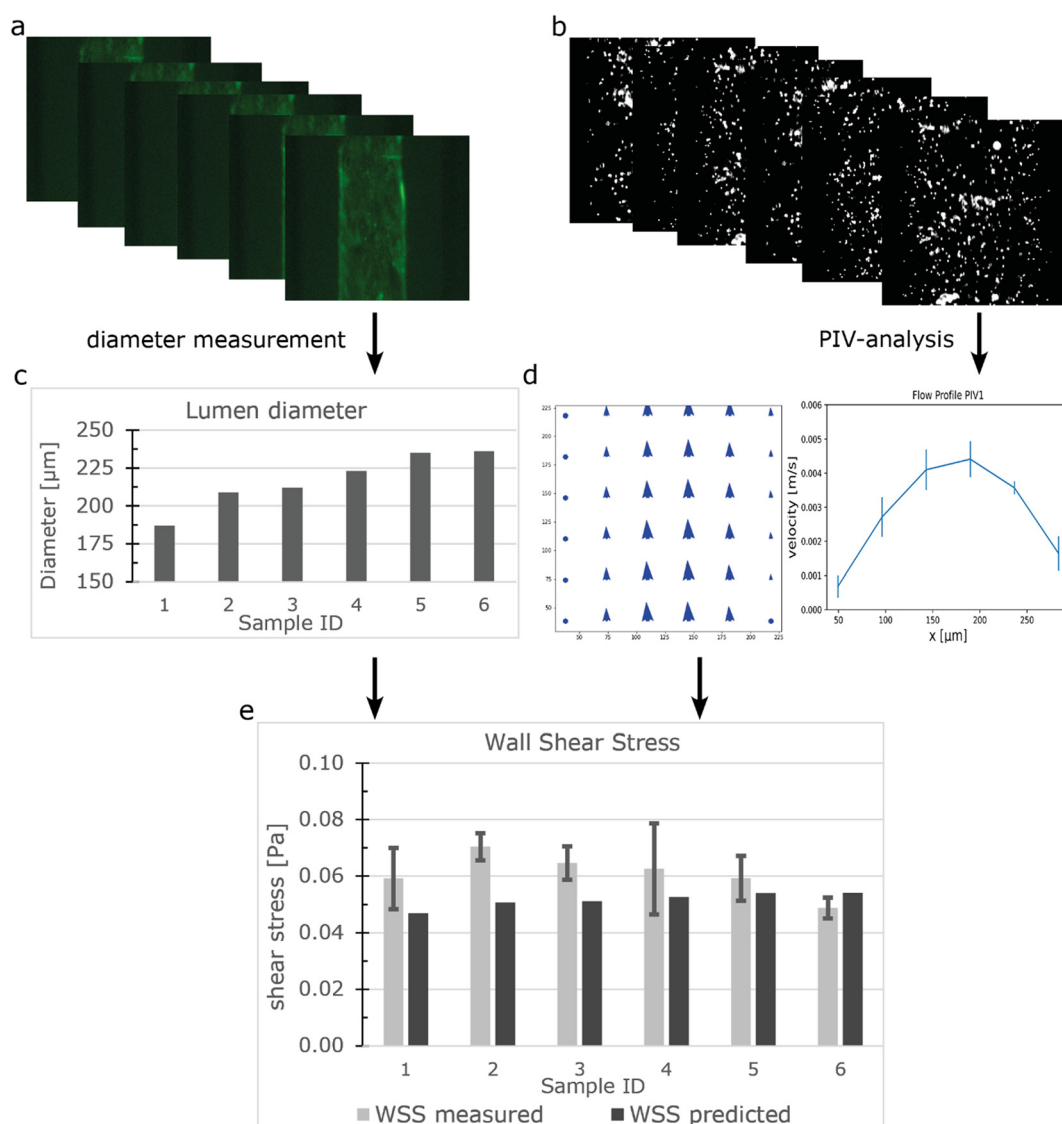 a
b
diameter measurement
PIV-analysis
c
Lumen diameter
250
225
200
175
150
Diameter [µm]
1 2 3 4 5 6
Sample ID
d
225
200
175
150
125
100
75
50
50 75 100 125 150 175 200 225
Flow Profile PIV1
0.006
0.005
0.004
0.003
0.002
0.001
0.000
velocity [m/s]
50 100 150 200 250
x [µm]
e
Wall Shear Stress
0.10
0.08
0.06
0.04
0.02
0.00
shear stress [Pa]
1 2 3 4 5 6
Sample ID
WSS measured WSS predicted